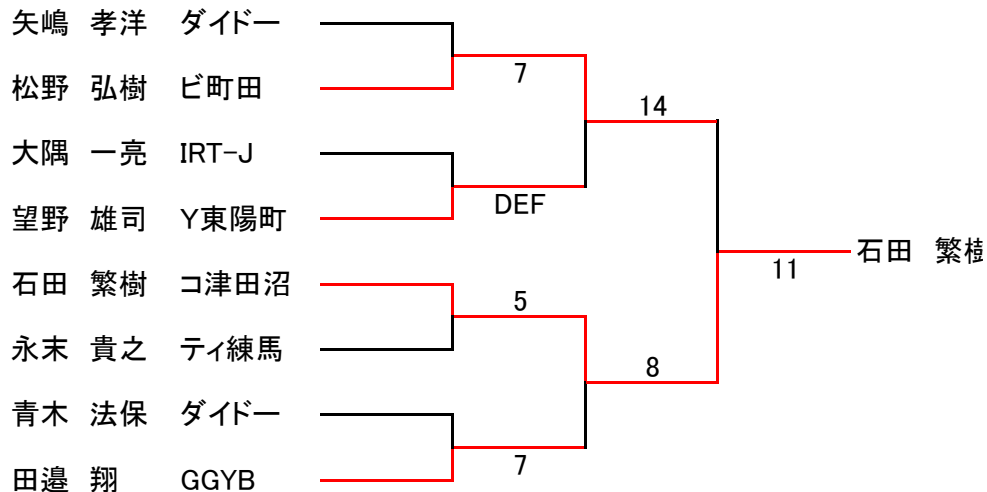 矢嶋 孝洋 ダイドー
松野 弘樹 ビ町田
7
14
大隅 一亮 IRT-J
望野 雄司 Y東陽町
DEF
石田 繁樹
11
石田 繁樹 コ津田沼
5
永末 貴之 ティ練馬
8
青木 法保 ダイドー
7
田邉 翔 GGYB